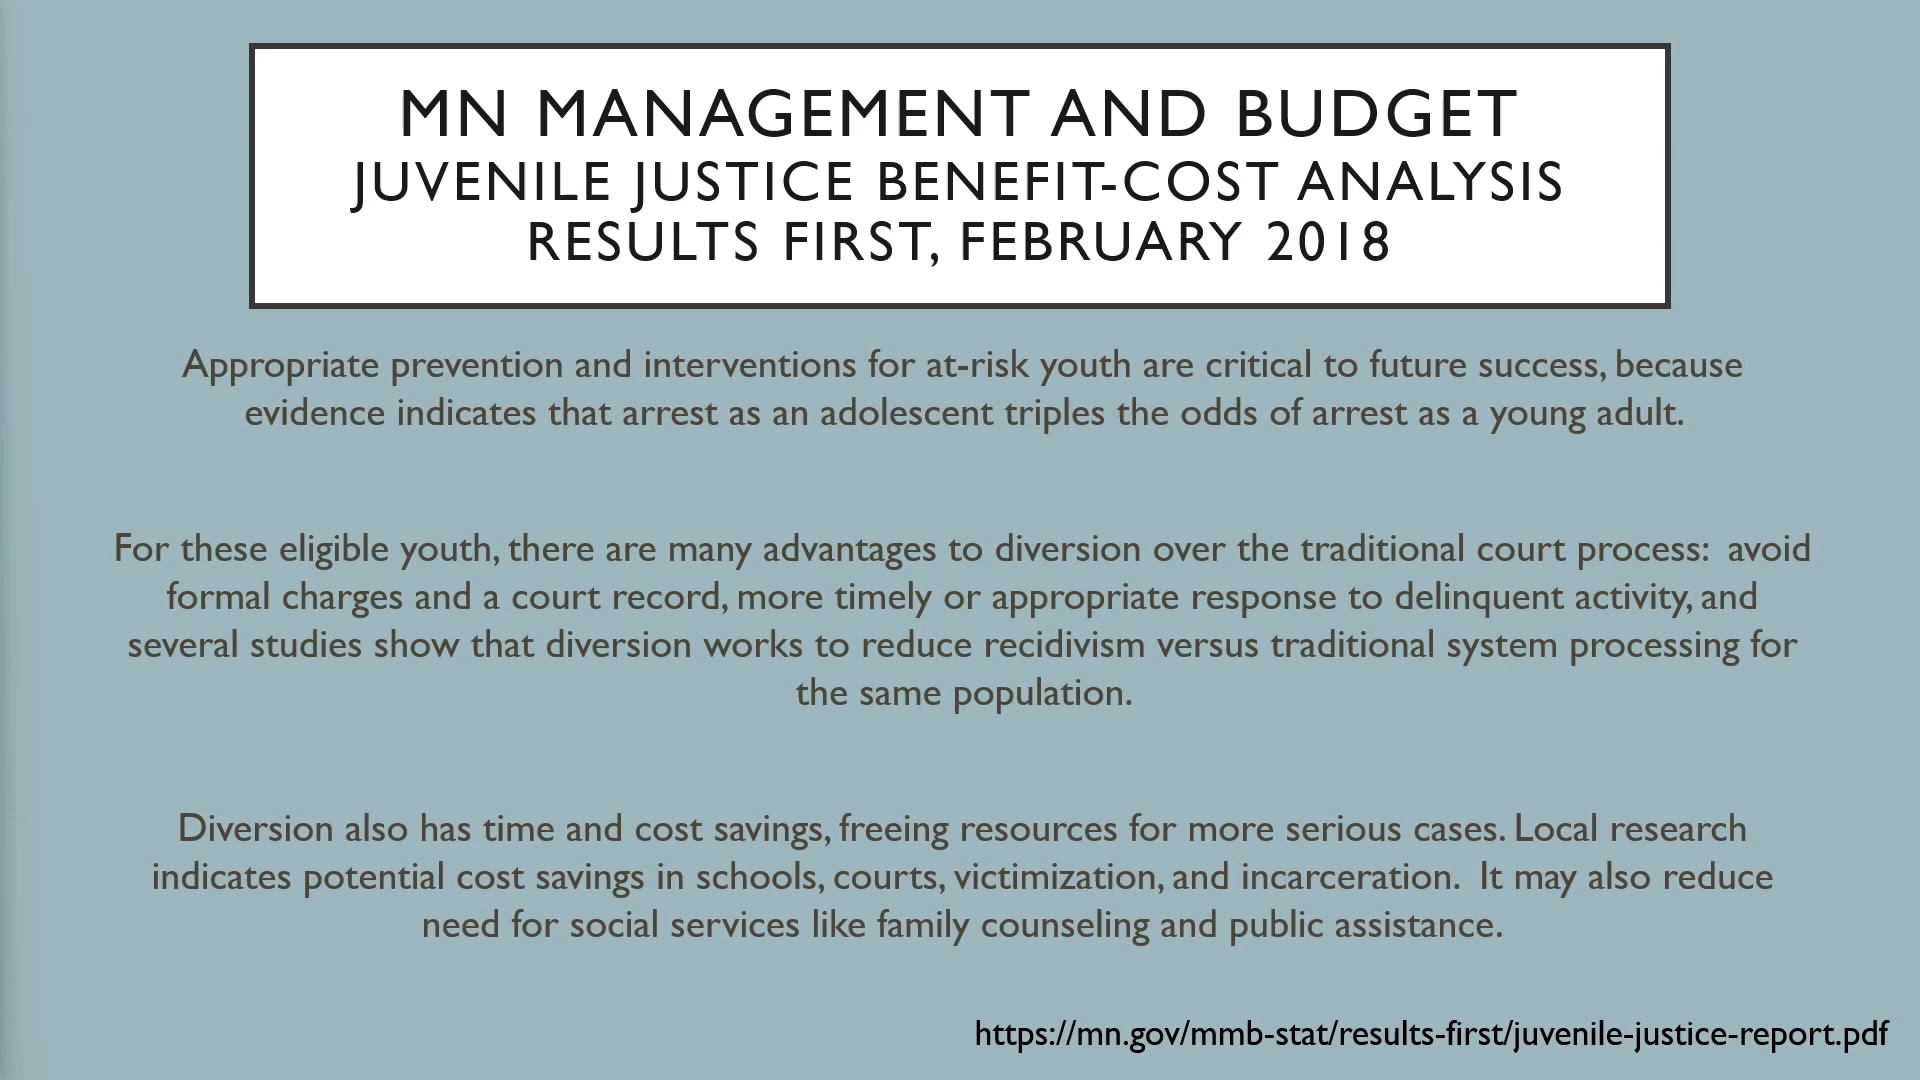 MN MANAGEMENT AND BUDGET
JUVENILE JUSTICE BENEFIT-COST ANALYSIS
RESULTS FIRST, FEBRUARY 2018
Appropriate prevention and interventions for at-risk youth are critical to future success, because
evidence indicates that arrest as an adolescent triples the odds of arrest as a young adult.
For these eligible youth, there are many advantages to diversion over the traditional court process:  avoid
formal charges and a court record, more timely or appropriate response to delinquent activity, and
several studies show that diversion works to reduce recidivism versus traditional system processing for
the same population.
Diversion also has time and cost savings, freeing resources for more serious cases. Local research
indicates potential cost savings in schools, courts, victimization, and incarceration.  It may also reduce
need for social services like family counseling and public assistance.
https://mn.gov/mmb-stat/results-first/juvenile-justice-report.pdf